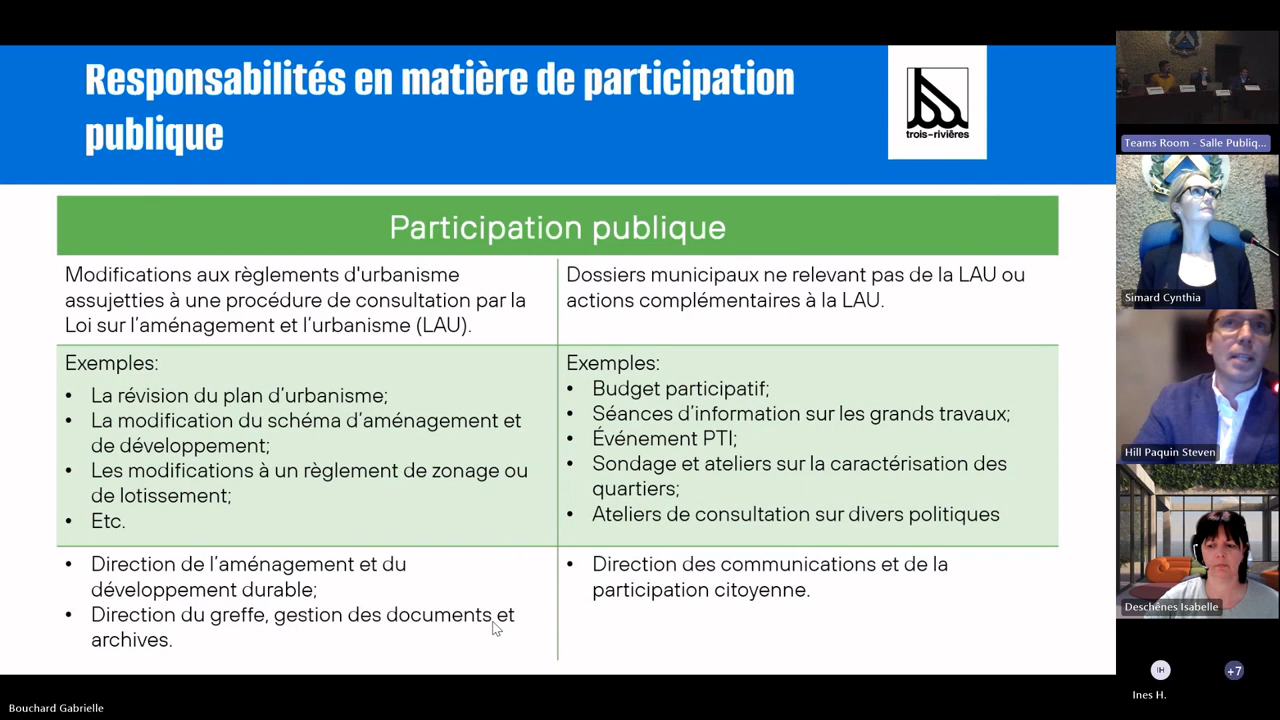 Responsabilités en matière de participation
publique
trois-rivières
Participation publique
Modifications aux règlements d'urbanisme
assujetties à une procédure de consultation par la
Loi sur l'aménagement et l'urbanisme (LAU).
Dossiers municipaux ne relevant pas de la LAU ou
actions complémentaires à la LAU.
Exemples:
• La révision du plan d'urbanisme;
• La modification du schéma d'aménagement et
de développement;
• Les modifications à un règlement de zonage ou
de lotissement;
• Etc.
Exemples:
• Budget participatif;
• Séances d'information sur les grands travaux;
• Événement PTI;
• Sondage et ateliers sur la caractérisation des
quartiers;
• Ateliers de consultation sur divers politiques
• Direction de l'aménagement et du
développement durable;
• Direction du greffe, gestion des documents et
archives.
• Direction des communications et de la
participation citoyenne.
Teams Room - Salle Publiq...
Simard Cynthia
Hill Paquin Steven
Deschênes Isabelle
IH
+7
Ines H.
Bouchard Gabrielle